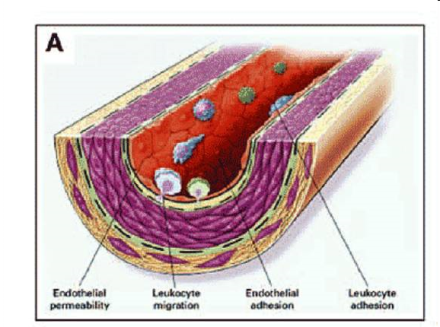 A
Endothelial
permeability
Leukocyte
migration
Endothelial
adhesion
Leukocyte
adhesion